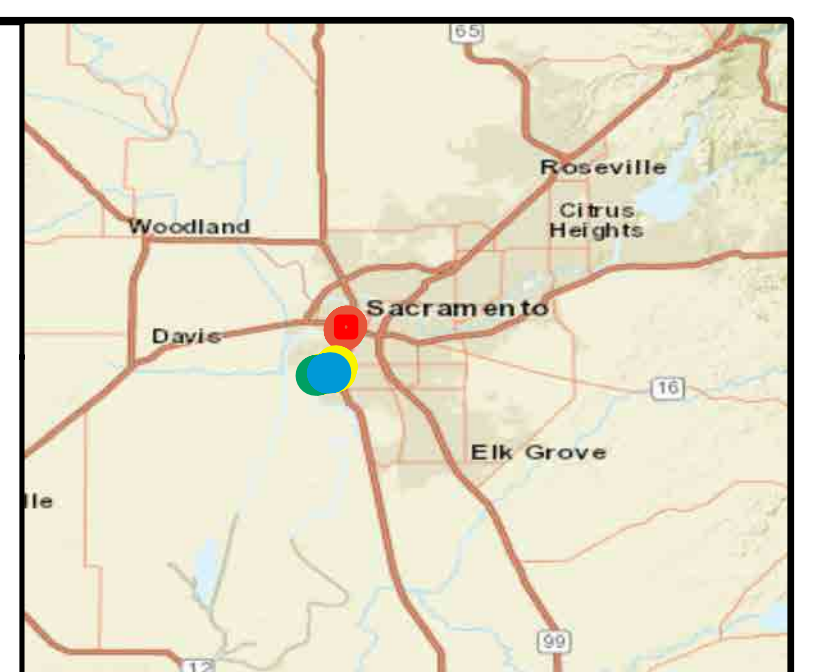 65
Roseville
Citrus
Heights
Woodland
Sacramento
Davis
16
Elk Grove
lle
99
12